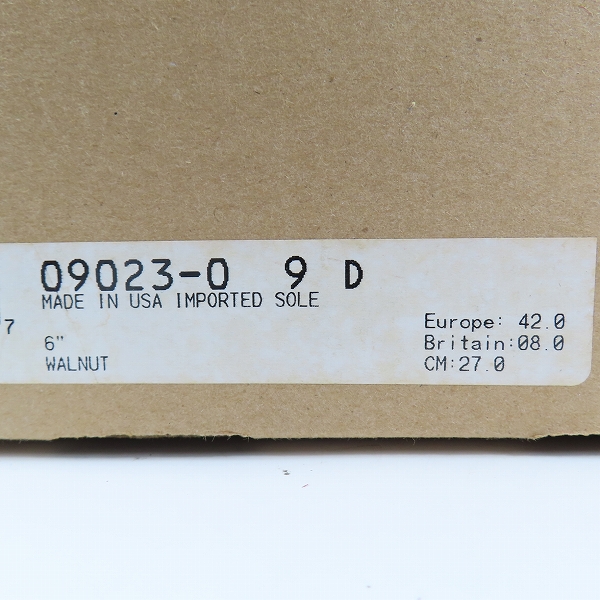 09023-0 9 D
MADE IN USA IMPORTED SOLE
7
6"
WALNUT
Europe: 42.0
Britain:08.0
CM:27.0